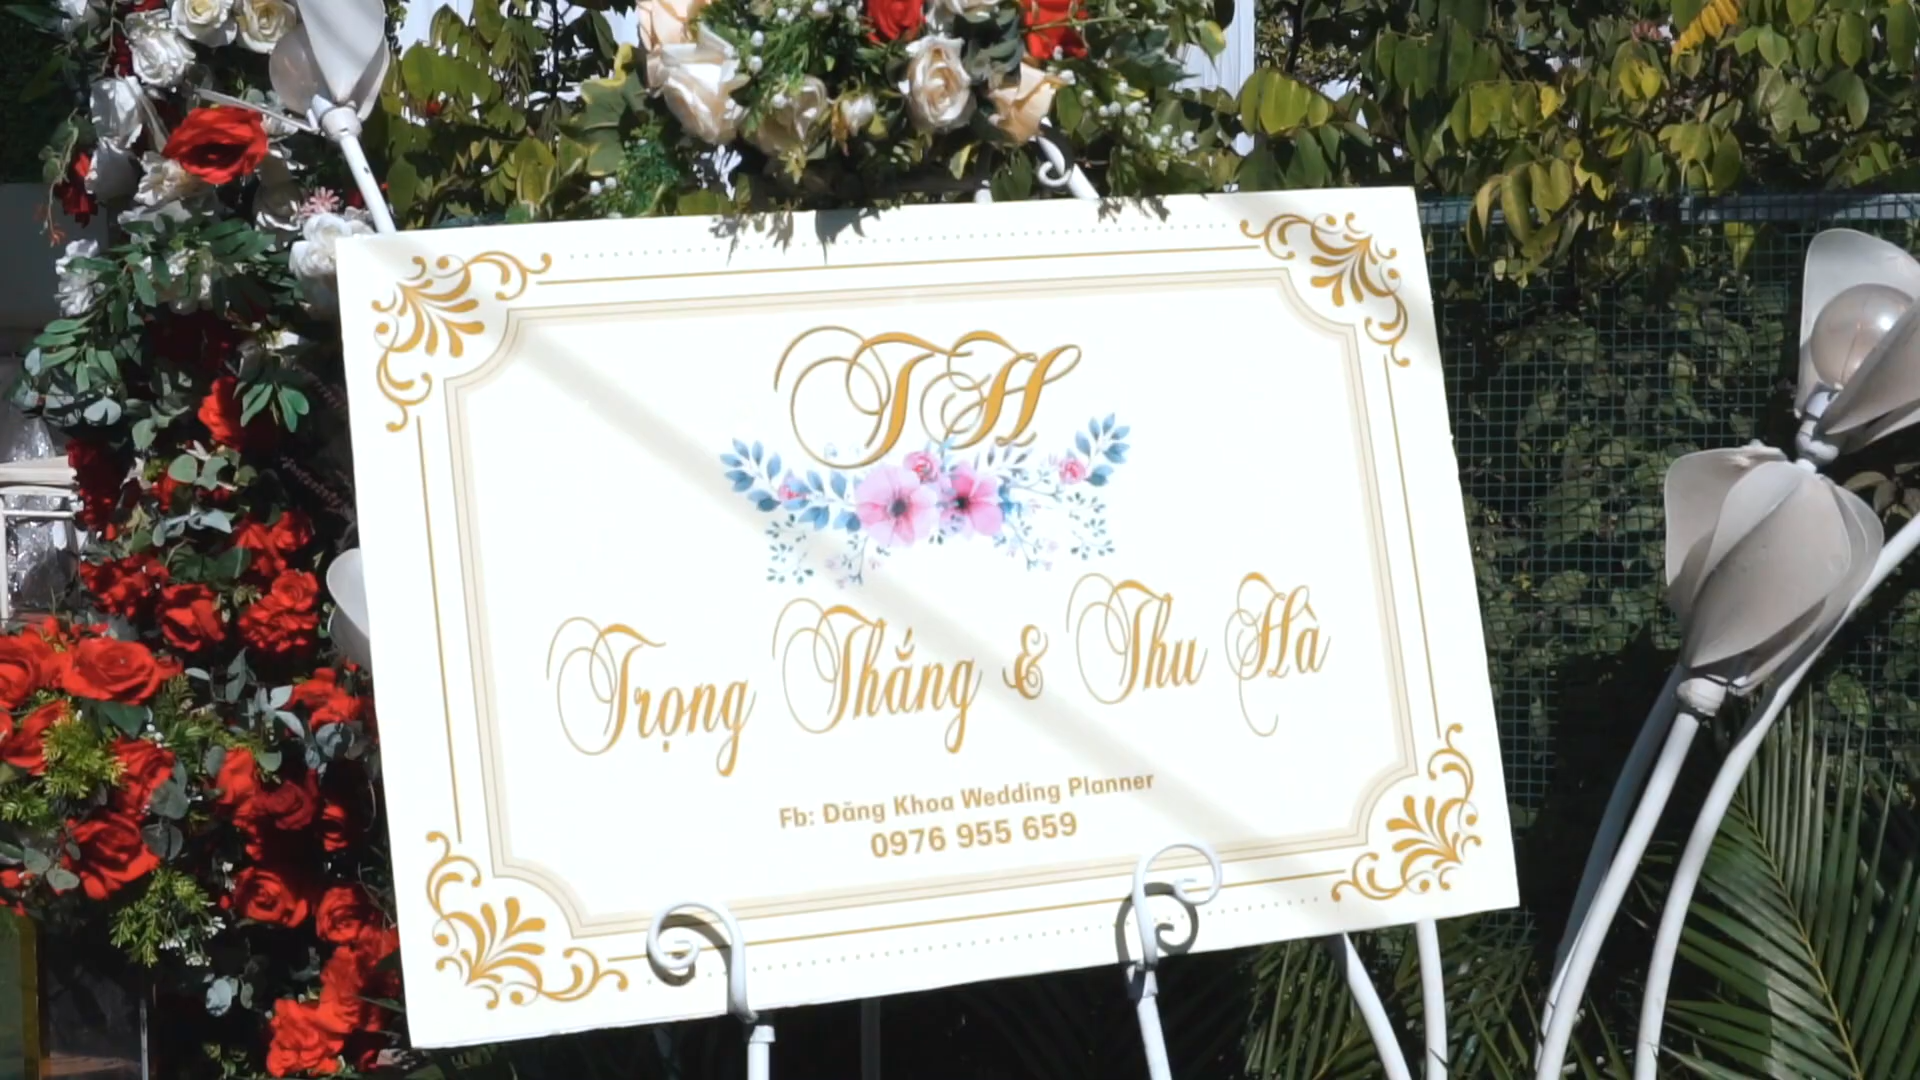 TH
Trọng Thắng & Thu Hà
Fb: Đăng Khoa Wedding Planner
0976 955 659